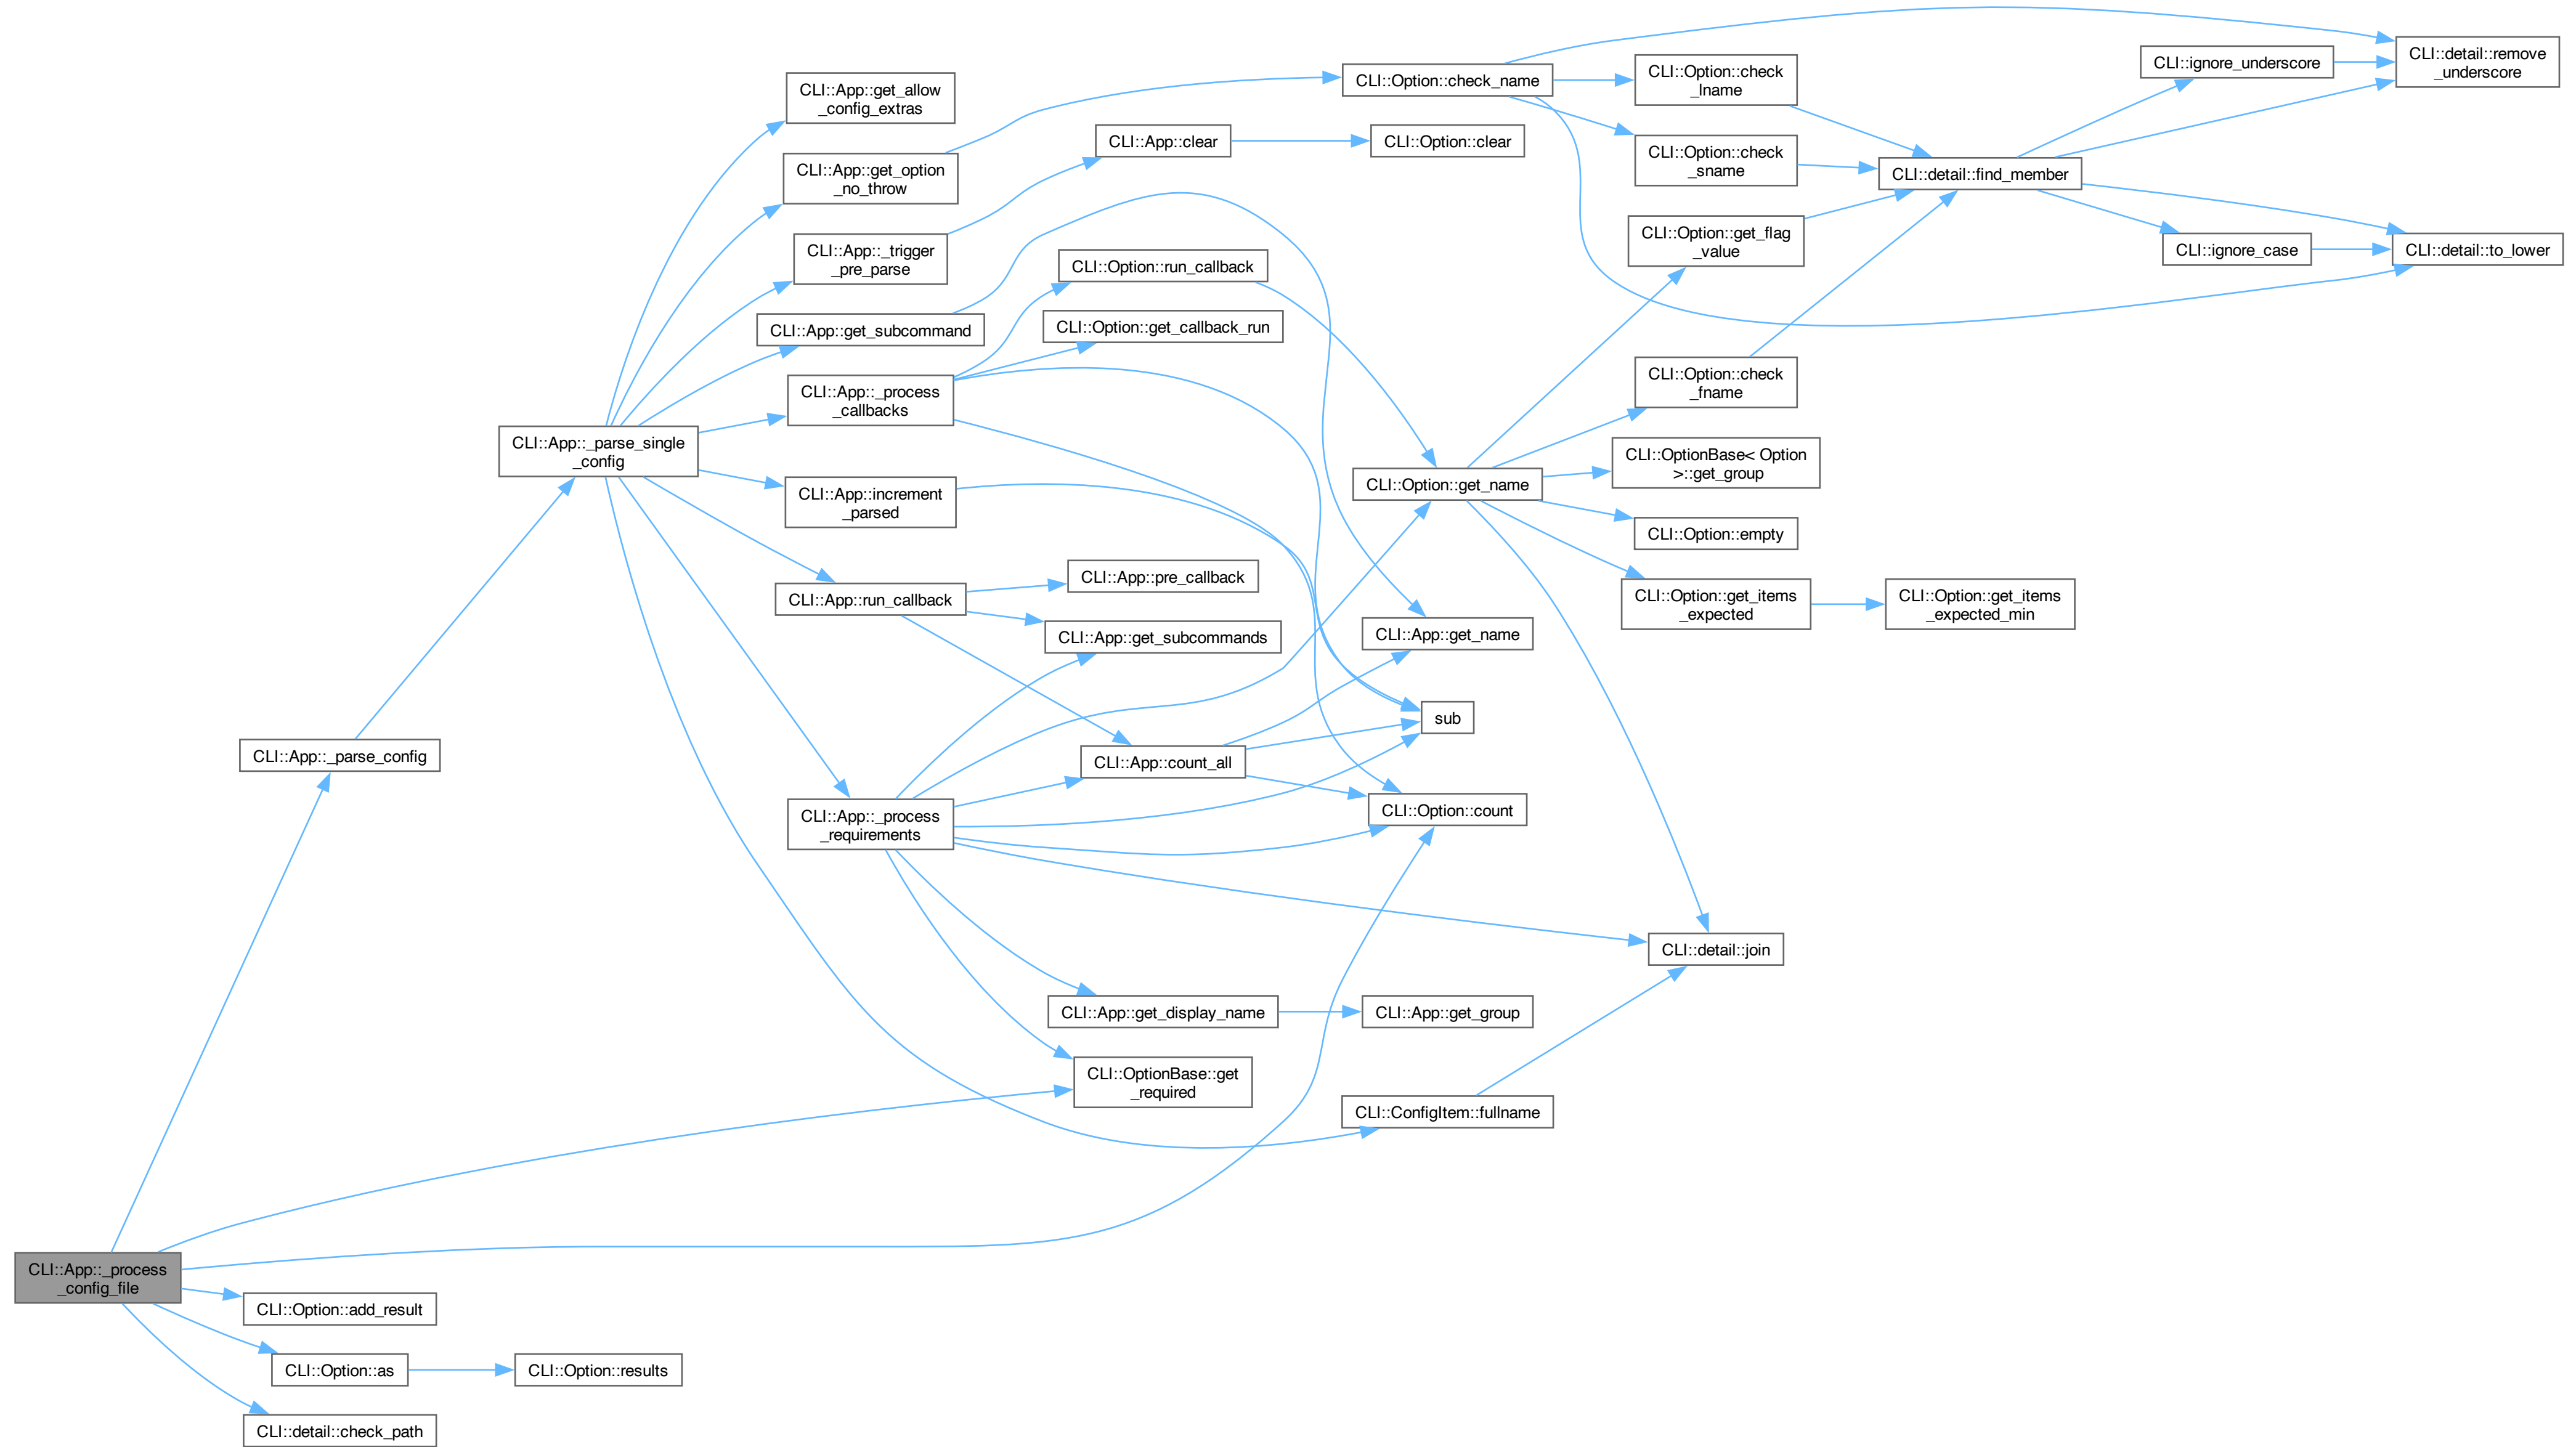 CLI::App::_process
_config_file
CLI::App::_parse_config
CLI::Option::add_result
CLI::Option::as
CLI::detail::check_path
CLI::App::_parse_single
_config
CLI::Option::results
CLI::App::get_allow
_config_extras
CLI::App::get_option
_no_throw
CLI::App::_trigger
_pre_parse
CLI::App::get_subcommand
CLI::App::_process
_callbacks
CLI::App::increment
_parsed
CLI::App::run_callback
CLI::App::_process
_requirements
CLI::App::clear
CLI::Option::run_callback
CLI::Option::get_callback_run
CLI::App::pre_callback
CLI::App::get_subcommands
CLI::App::count_all
CLI::App::get_display_name
CLI::OptionBase::get
_required
CLI::Option::check_name
CLI::Option::clear
CLI::Option::get_name
CLI::App::get_name
sub
CLI::Option::count
CLI::App::get_group
CLI::ConfigItem::fullname
CLI::Option::check
_lname
CLI::Option::check
_sname
CLI::Option::get_flag
_value
CLI::Option::check
_fname
CLI::OptionBase< Option
>::get_group
CLI::Option::empty
CLI::Option::get_items
_expected
CLI::detail::join
CLI::detail::find_member
CLI::Option::get_items
_expected_min
CLI::ignore_underscore
CLI::ignore_case
CLI::detail::remove
_underscore
CLI::detail::to_lower